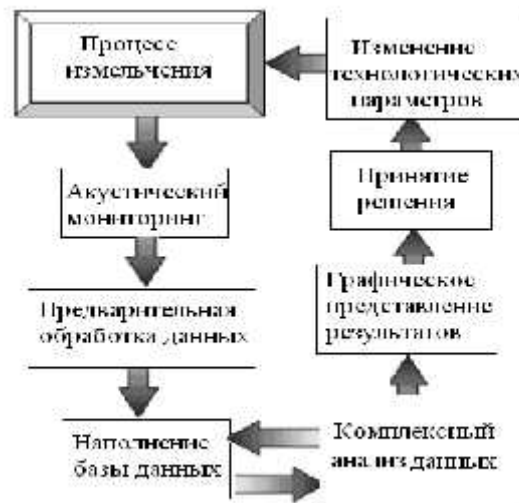 Процесс
измельчения
Акустический
мониторинг
Предварительная
обработка данных
Наполнение
базы данных
Комплексный
анализ данных
Графическое
представление
результатов
Принятие
решения
Изменение
технологических
параметров